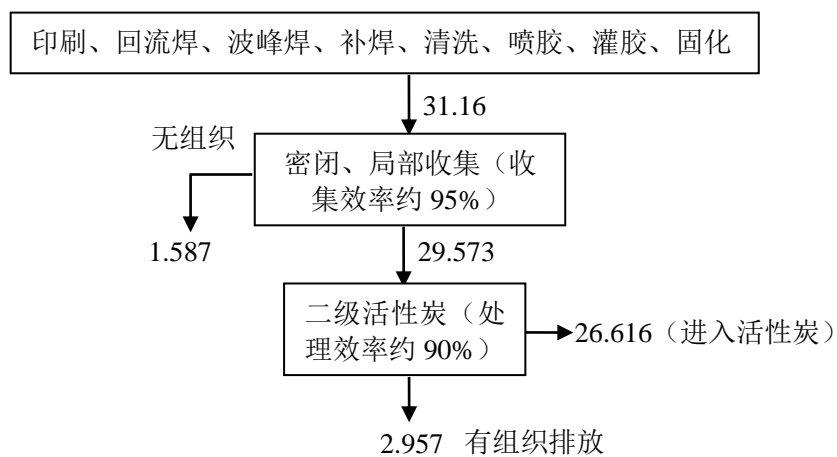 印刷、回流焊、波峰焊、补焊、清洗、喷胶、灌胶、固化
31.16
无组织
密闭、局部收集（收
集效率约 95%）
1.587
29.573
二级活性炭（处
理效率约 90%）
26.616（进入活性炭）
2.957 有组织排放